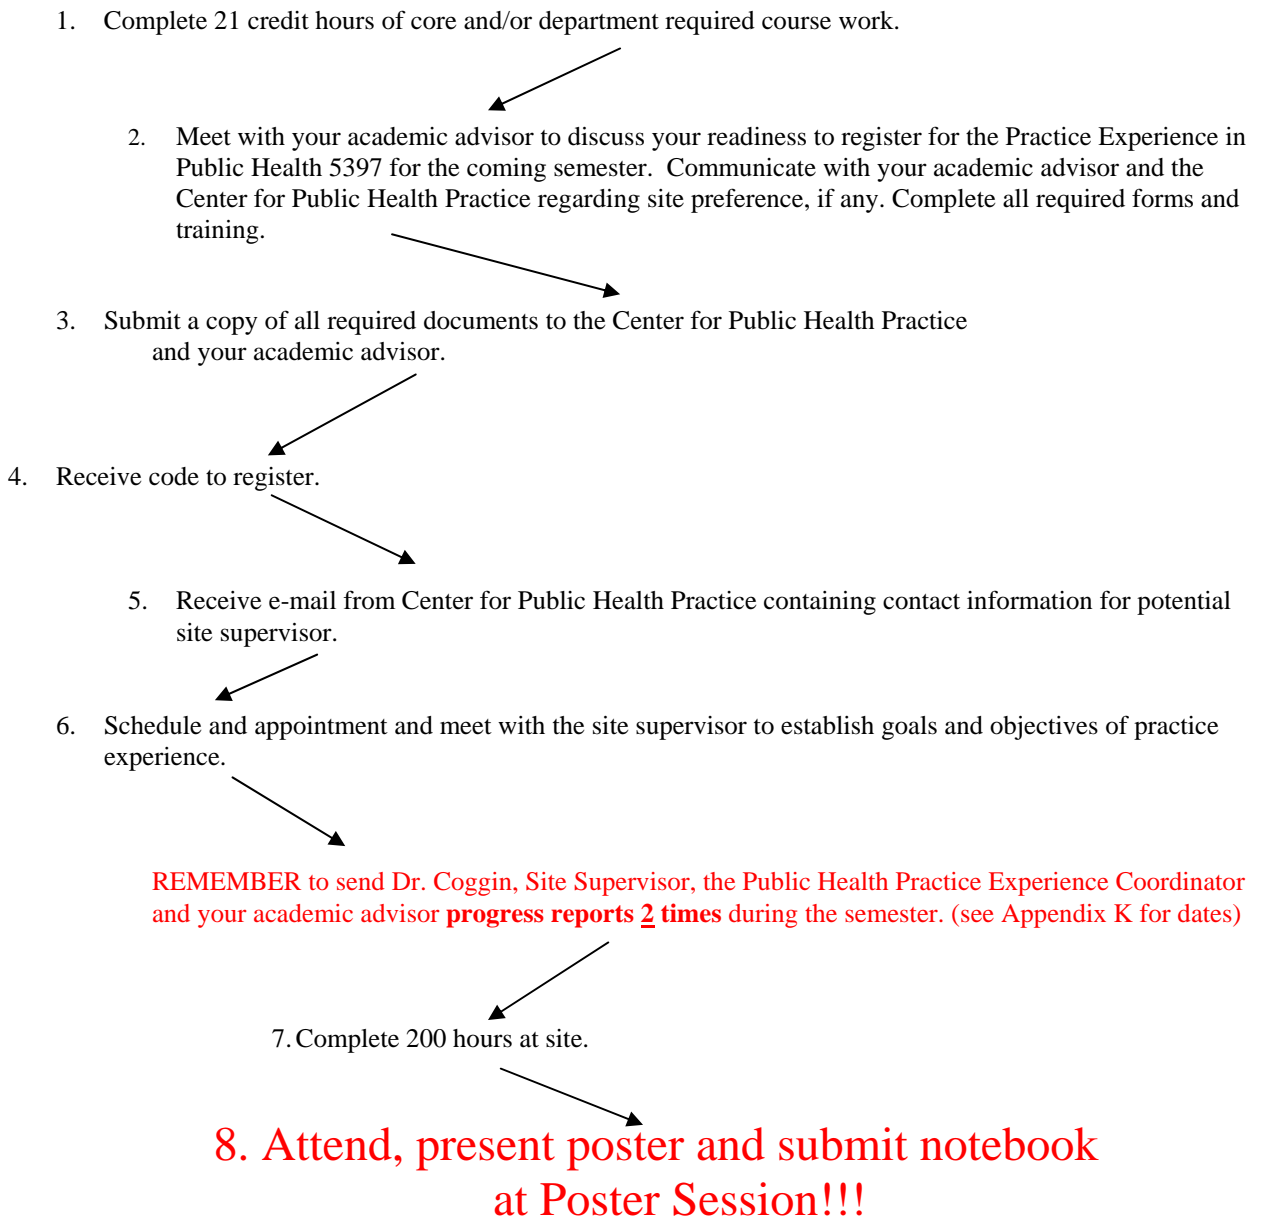 1. Complete 21 credit hours of core and/or department required course work.
2. Meet with your academic advisor to discuss your readiness to register for the Practice Experience in
Public Health 5397 for the coming semester. Communicate with your academic advisor and the
Center for Public Health Practice regarding site preference, if any. Complete all required forms and
training.
3. Submit a copy of all required documents to the Center for Public Health Practice
and your academic advisor.
4. Receive code to register.
5. Receive e-mail from Center for Public Health Practice containing contact information for potential
site supervisor.
6. Schedule and appointment and meet with the site supervisor to establish goals and objectives of practice
experience.
REMEMBER to send Dr. Coggin, Site Supervisor, the Public Health Practice Experience Coordinator
and your academic advisor progress reports 2 times during the semester. (see Appendix K for dates)
7. Complete 200 hours at site.
8. Attend, present poster and submit notebook
at Poster Session!!!